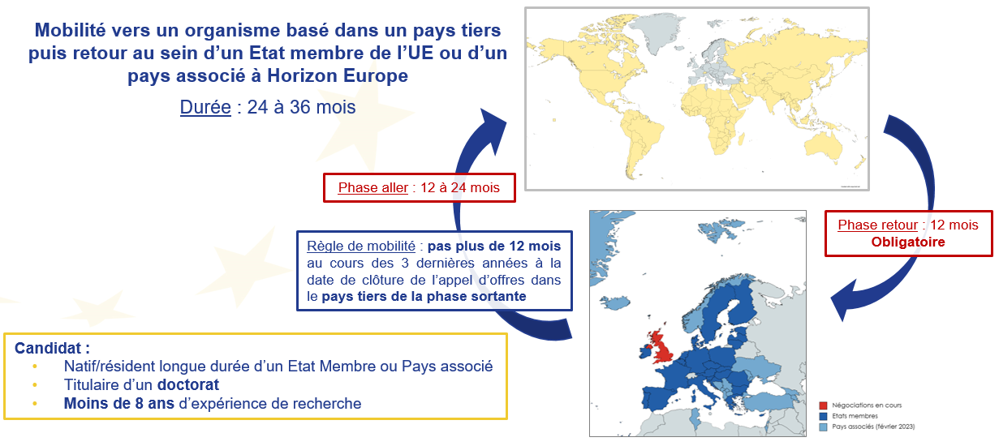 Mobilité vers un organisme basé dans un pays tiers
puis retour au sein d'un Etat membre de l'UE ou d'un
pays associé à Horizon Europe
Durée : 24 à 36 mois
Phase aller : 12 à 24 mois
Phase retour : 12 mois
Obligatoire
Règle de mobilité : pas plus de 12 mois
au cours des 3 dernières années à la
date de clôture de l'appel d'offres dans
le pays tiers de la phase sortante
Candidat :
• Natif/résident longue durée d'un Etat Membre ou Pays associé
• Titulaire d'un doctorat
• Moins de 8 ans d'expérience de recherche
Négociations en cours
Etats membres
Pays associés (février 2023)